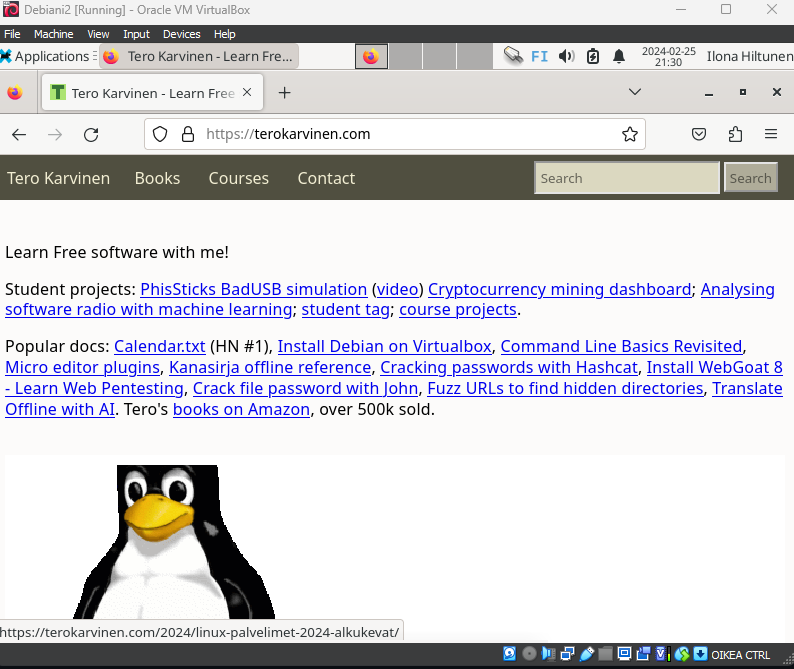 Debiani2 [Running] - Oracle VM VirtualBox
File Machine View Input Devices Help
Applications Tero Karvinen - Learn Fre... FI 2024-02-25 21:30 Ilona Hiltunen
Tero Karvinen - Learn Free
https://terokarvinen.com
Tero Karvinen Books Courses Contact Search Search
Learn Free software with me!
Student projects: PhisSticks BadUSB simulation (video) Cryptocurrency mining dashboard; Analysing
software radio with machine learning; student tag; course projects.
Popular docs: Calendar.txt (HN #1), Install Debian on Virtualbox, Command Line Basics Revisited,
Micro editor plugins, Kanasirja offline reference, Cracking passwords with Hashcat, Install WebGoat 8
- Learn Web Pentesting, Crack file password with John, Fuzz URLs to find hidden directories, Translate
Offline with AI. Tero's books on Amazon, over 500k sold.
https://terokarvinen.com/2024/linux-palvelimet-2024-alkukevat/
OIKEA CTRL